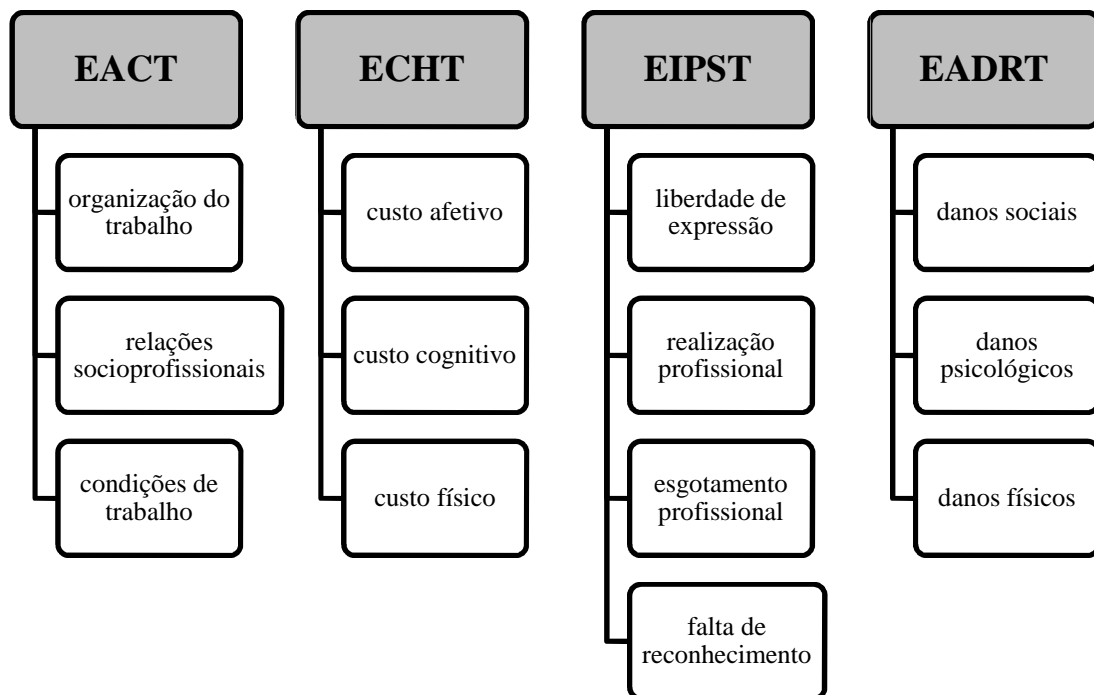 EACT
organização do
trabalho
relações
socioprofissionais
condições de
trabalho
ECHT
custo afetivo
custo cognitivo
custo físico
EIPST
liberdade de
expressão
realização
profissional
esgotamento
profissional
falta de
reconhecimento
EADRT
danos sociais
danos
psicológicos
danos físicos